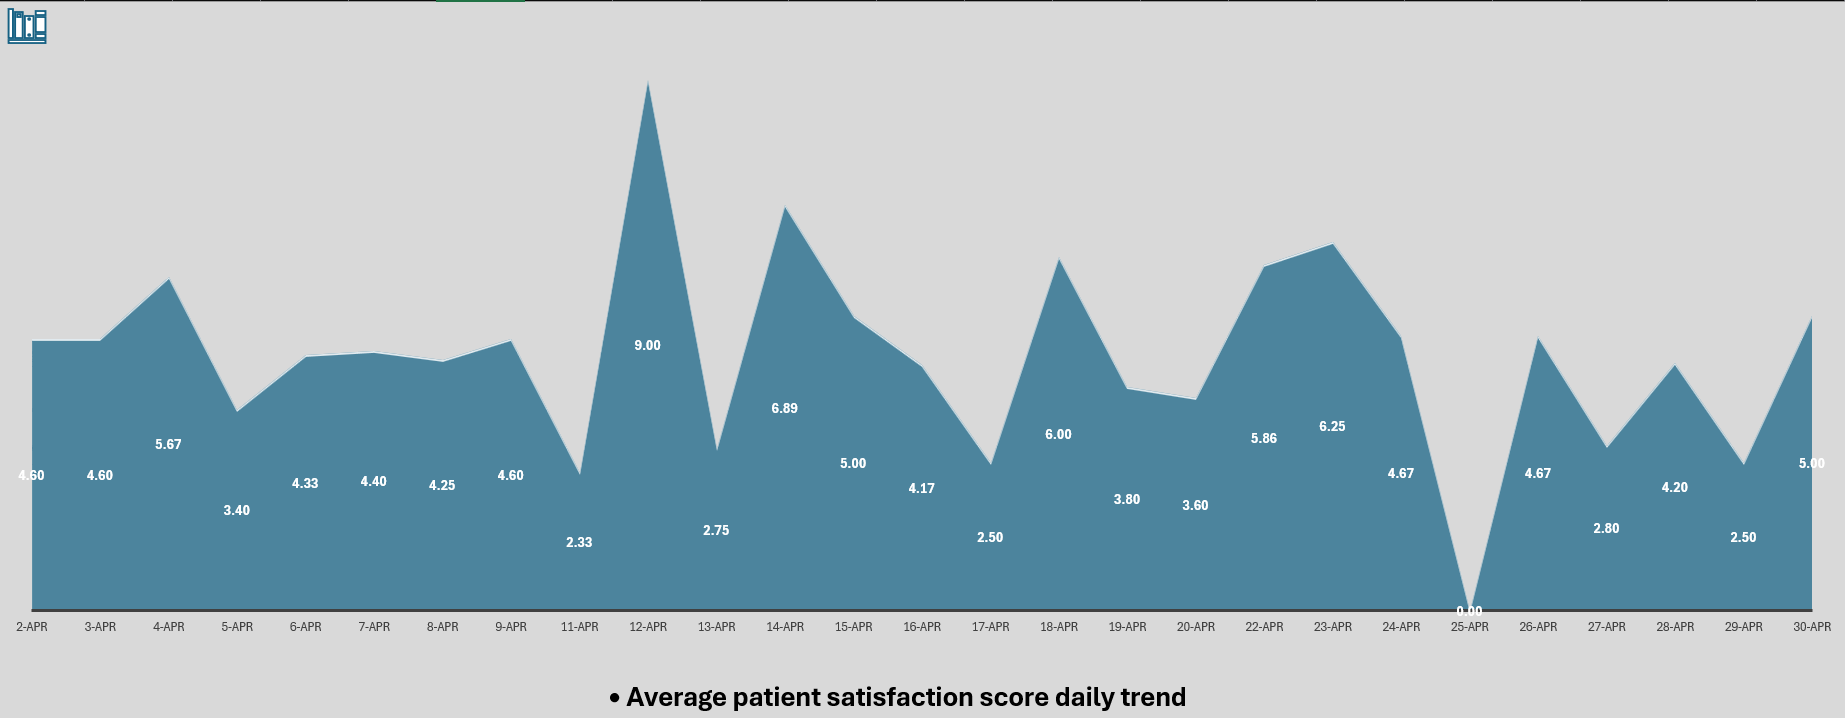 9.00
6.89
5.67
6.00
6.25
5.86
4.60 4.60 4.33 4.40 4.25 4.60 5.00 4.67 4.67 5.00
3.40 4.17 3.80 3.60 4.20
2.33 2.75 2.50 2.80 2.50
0.00
2-APR 3-APR 4-APR 5-APR 6-APR 7-APR 8-APR 9-APR 11-APR 12-APR 13-APR 14-APR 15-APR 16-APR 17-APR 18-APR 19-APR 20-APR 22-APR 23-APR 24-APR 25-APR 26-APR 27-APR 28-APR 29-APR 30-APR
• Average patient satisfaction score daily trend